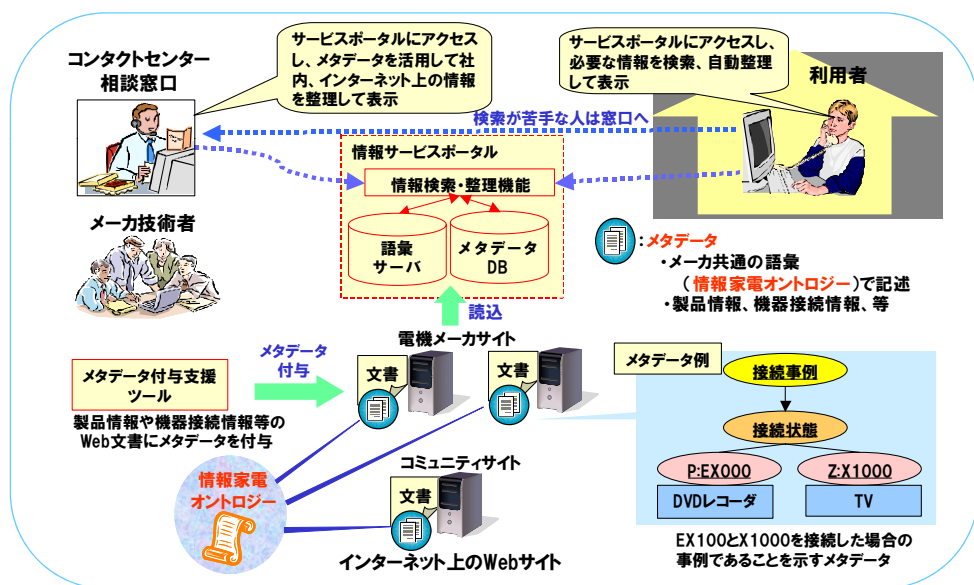 コンタクトセンター
相談窓口
サービスポータルにアクセス
し、メタデータを活用して社
内、インターネット上の情報
を整理して表示
サービスポータルにアクセスし、
必要な情報を検索、自動整理
して表示
利用者
検索が苦手な人は窓口へ
情報サービスポータル
情報検索・整理機能
語彙
サーバ
メタデータ
DB
メーカ技術者
:メタデータ
・メーカ共通の語彙
(情報家電オントロジー)で記述
・製品情報、機器接続情報、等
読込
電機メーカサイト
メタデータ
付与
メタデータ付与支援
ツール
製品情報や機器接続情報等の
Web文書にメタデータを付与
文書
文書
メタデータ例
接続事例
接続状態
P:EX000
Z:X1000
DVDレコーダ
TV
EX100とX1000を接続した場合の
事例であることを示すメタデータ
情報家電
オントロジー
コミュニティサイト
文書
インターネット上のWebサイト